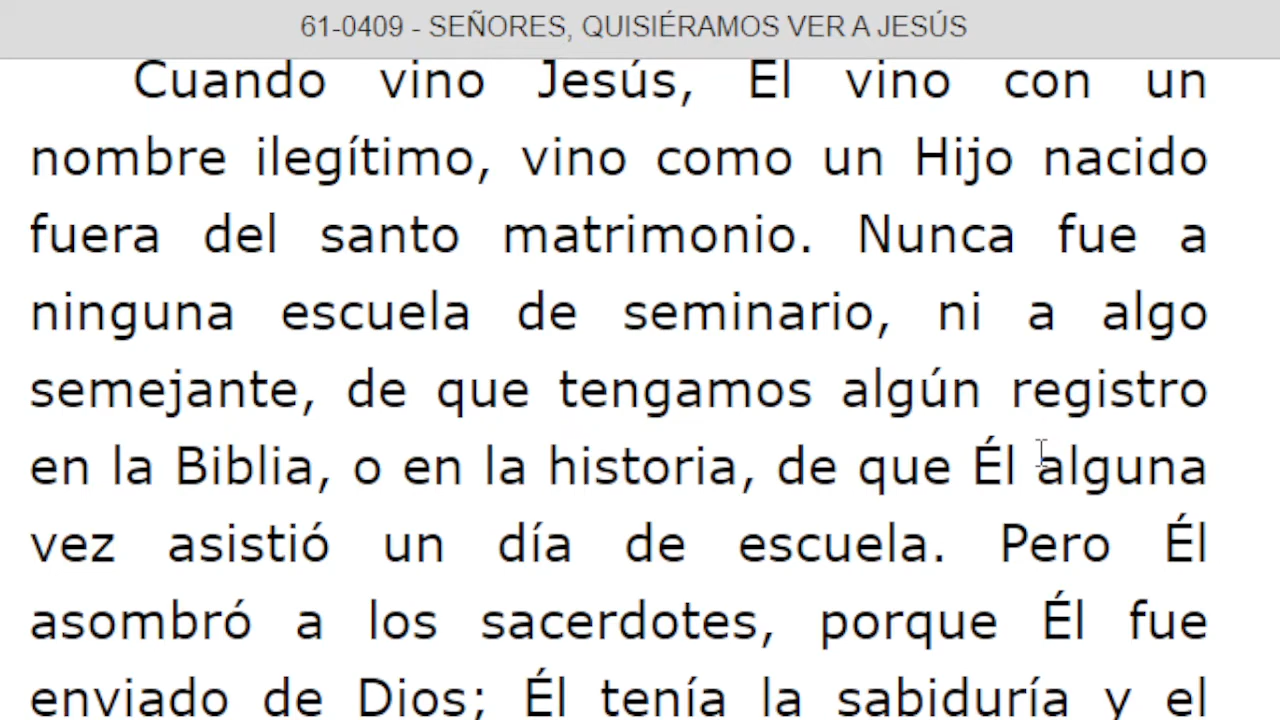 61-0409 - SEÑORES, QUISIÉRAMOS VER A JESÚS
Cuando vino Jesús, Él vino con un
nombre ilegítimo, vino como un Hijo nacido
fuera del santo matrimonio. Nunca fue a
ninguna escuela de seminario, ni a algo
semejante, de que tengamos algún registro
en la Biblia, o en la historia, de que Él alguna
vez asistió un día de escuela. Pero Él
asombró a los sacerdotes, porque Él fue
enviado de Dios; Él tenía la sabiduría y el